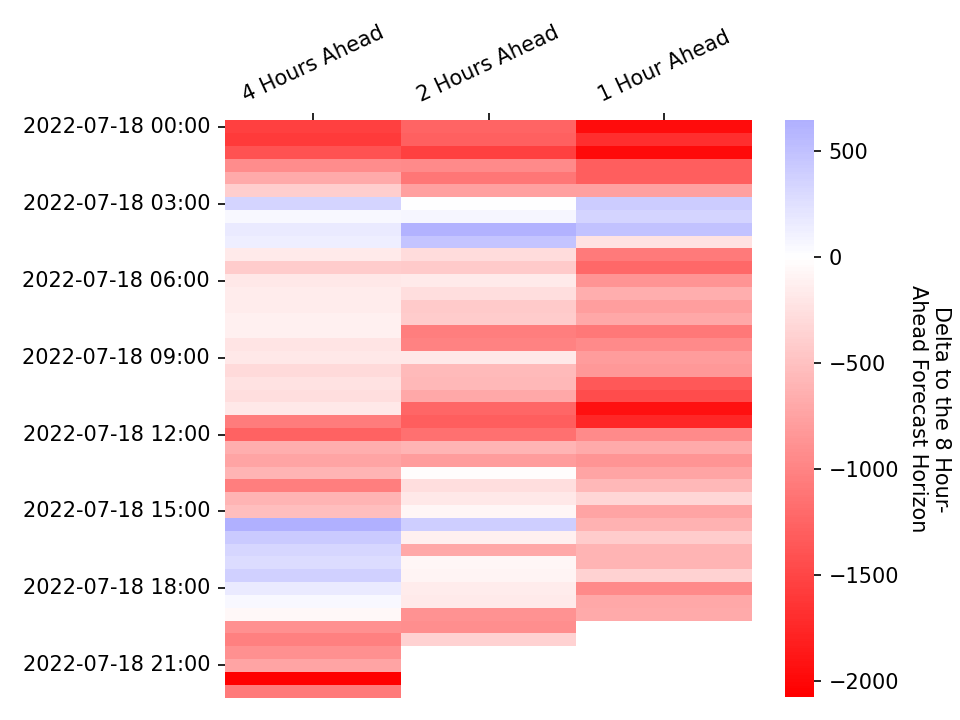 4 Hours Ahead
2 Hours Ahead
1 Hour Ahead
2022-07-18 00:00
2022-07-18 03:00
2022-07-18 06:00
2022-07-18 09:00
2022-07-18 12:00
2022-07-18 15:00
2022-07-18 18:00
2022-07-18 21:00
500
0
−500
−1000
−1500
−2000
Delta to the 8 Hour-
Ahead Forecast Horizon